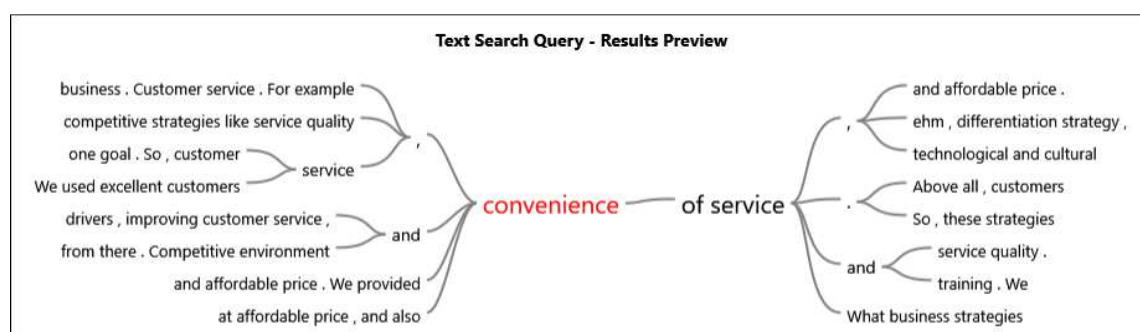 Text Search Query - Results Preview
business . Customer service . For example
competitive strategies like service quality
,
one goal . So , customer
service
We used excellent customers
drivers , improving customer service ,
and
from there . Competitive environment
and affordable price . We provided
at affordable price , and also
convenience
of service
and affordable price .
,
ehm , differentiation strategy ,
technological and cultural
Above all , customers
.
So , these strategies
service quality .
and
training . We
What business strategies